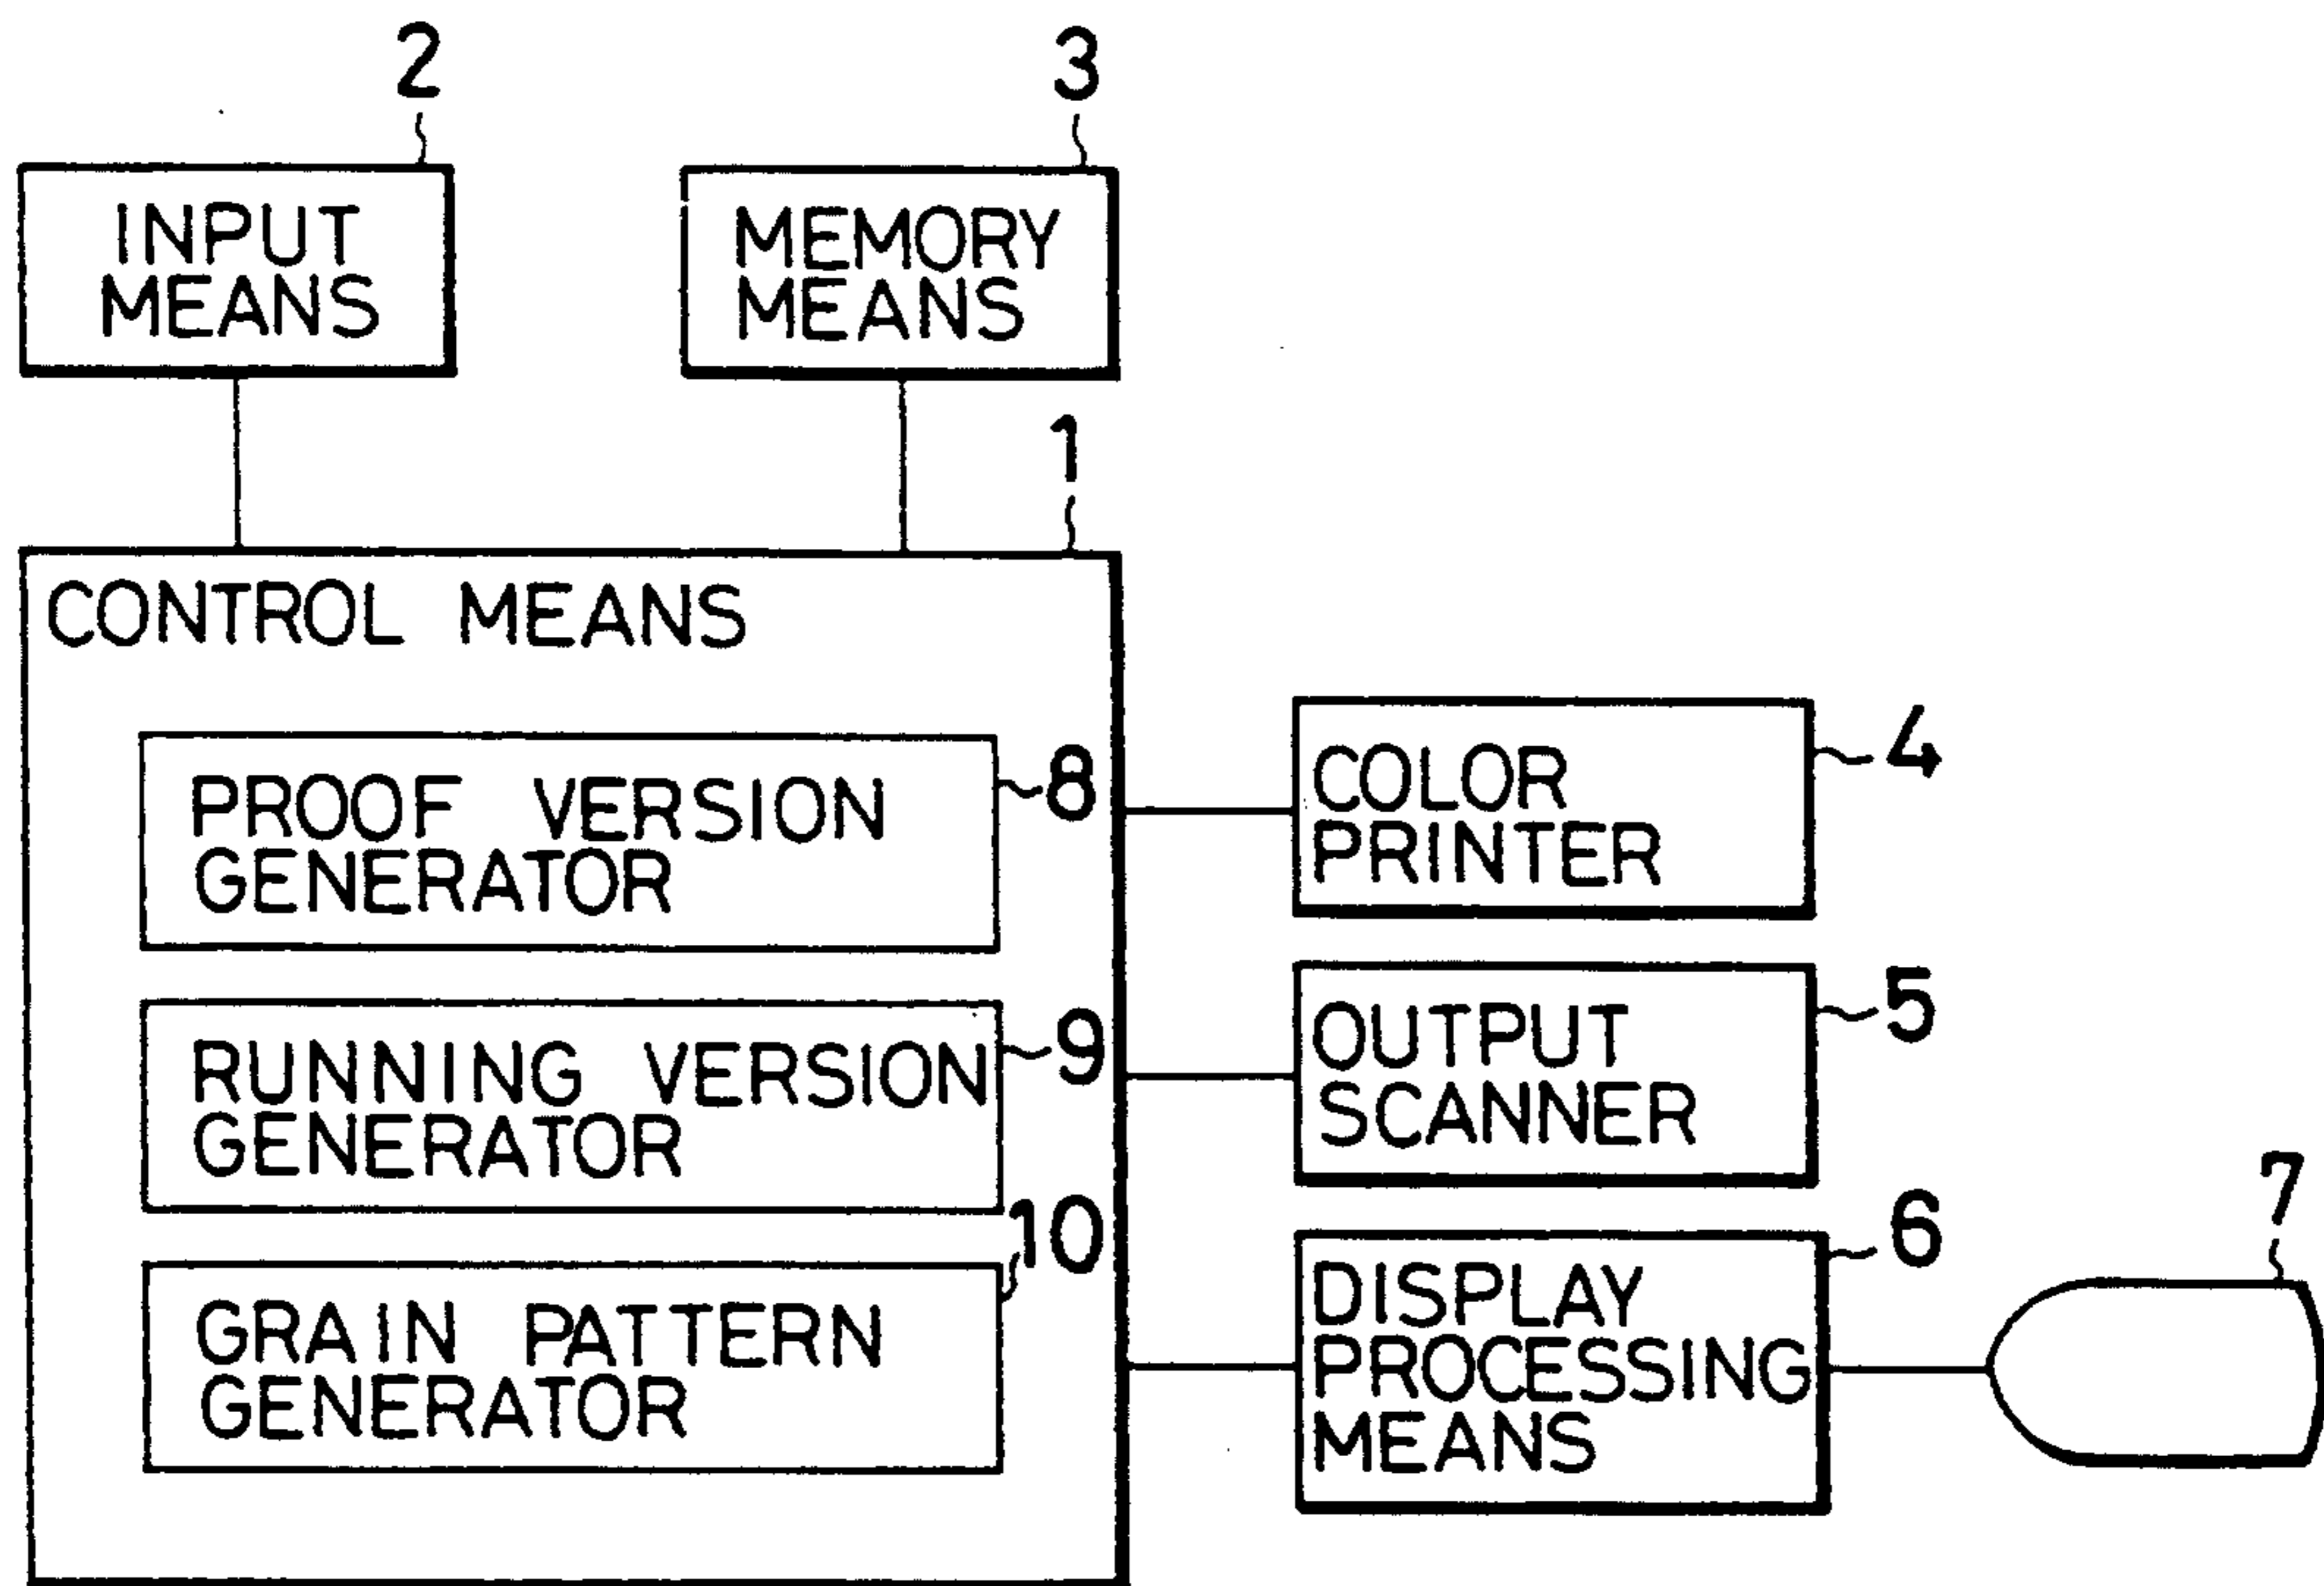 2
3
INPUT
MEANS
MEMORY
MEANS
1
CONTROL MEANS
PROOF VERSION
GENERATOR
8
RUNNING VERSION
GENERATOR
9
GRAIN PATTERN
GENERATOR
10
COLOR
PRINTER
4
OUTPUT
SCANNER
5
DISPLAY
PROCESSING
MEANS
6
7